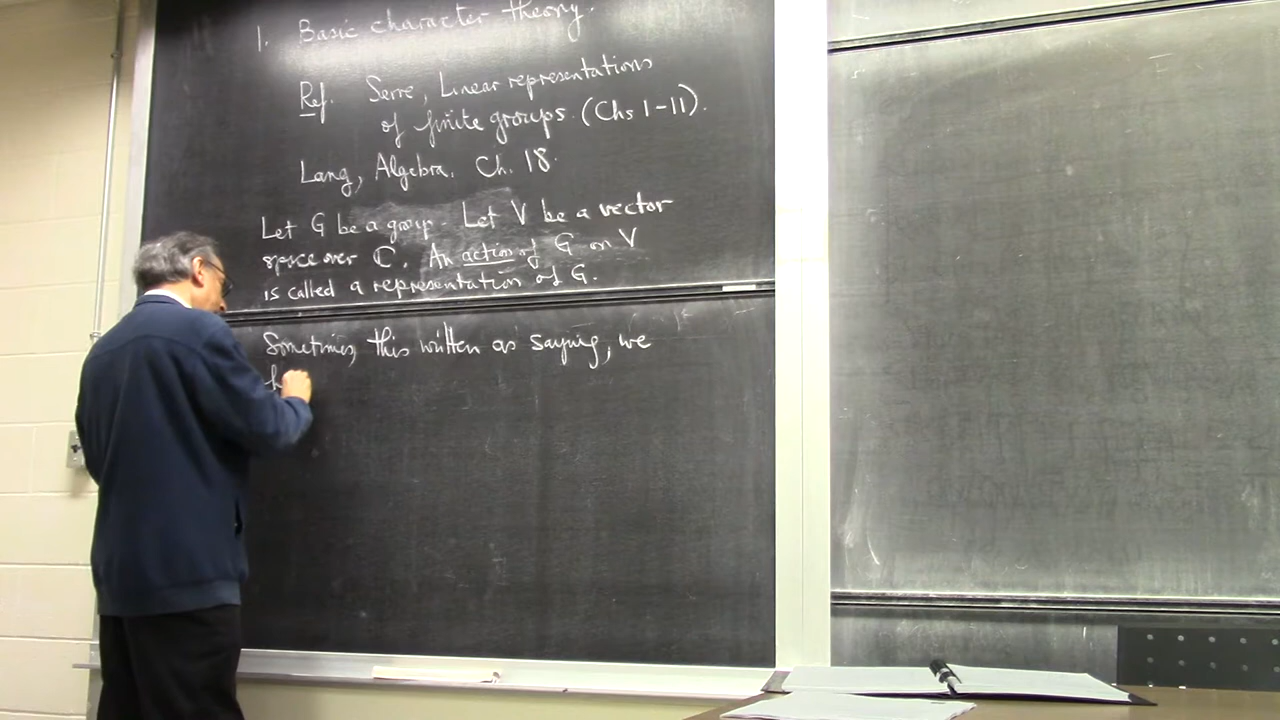 1. Basic character theory.
Ref. Serre, Linear representations
of finite groups. (Chs 1-11).
Lang, Algebra. Ch. 18.
Let G be a group. Let V be a vector
space over ℂ. An action of G on V
is called a representation of G.
Sometimes, this written as saying, we
h